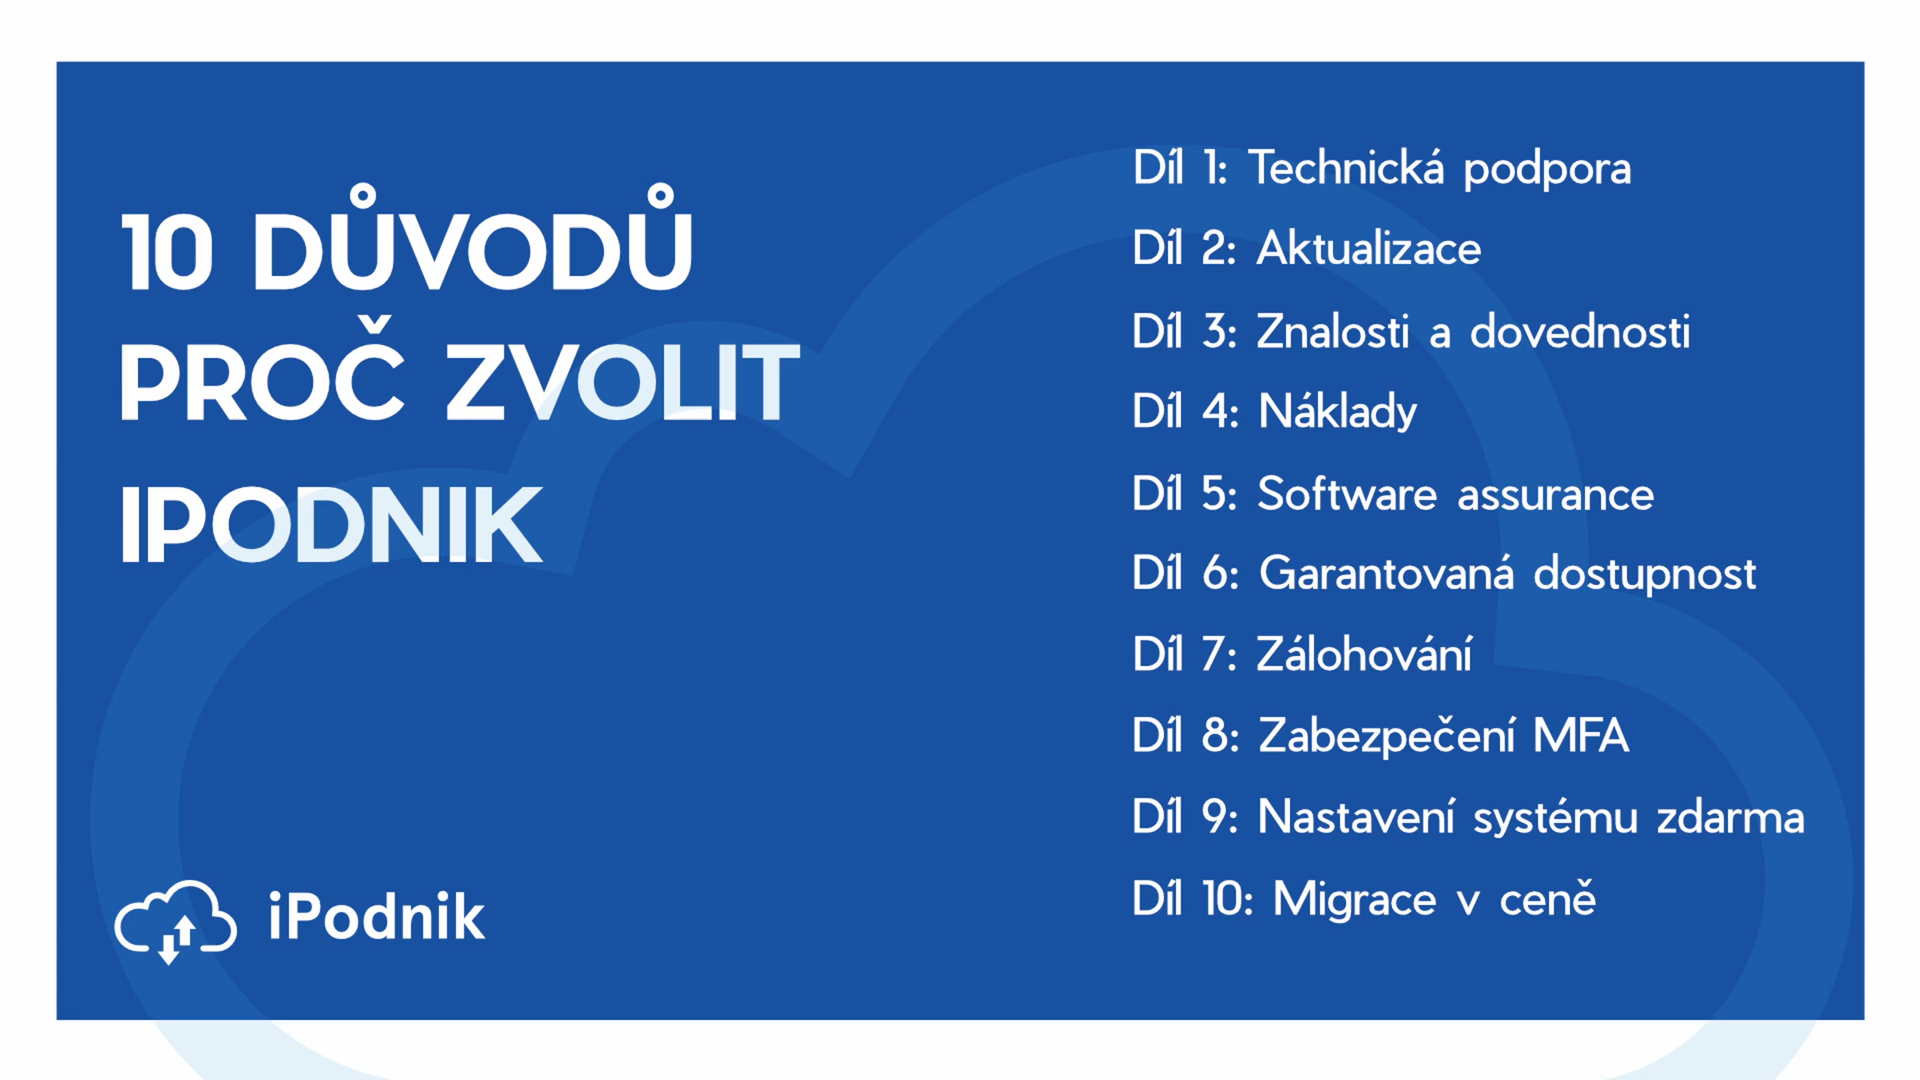 10 DŮVODŮ
PROČ ZVOLIT
IPODNIK
iPodnik
Díl 1: Technická podpora
Díl 2: Aktualizace
Díl 3: Znalosti a dovednosti
Díl 4: Náklady
Díl 5: Software assurance
Díl 6: Garantovaná dostupnost
Díl 7: Zálohování
Díl 8: Zabezpečení MFA
Díl 9: Nastavení systému zdarma
Díl 10: Migrace v ceně